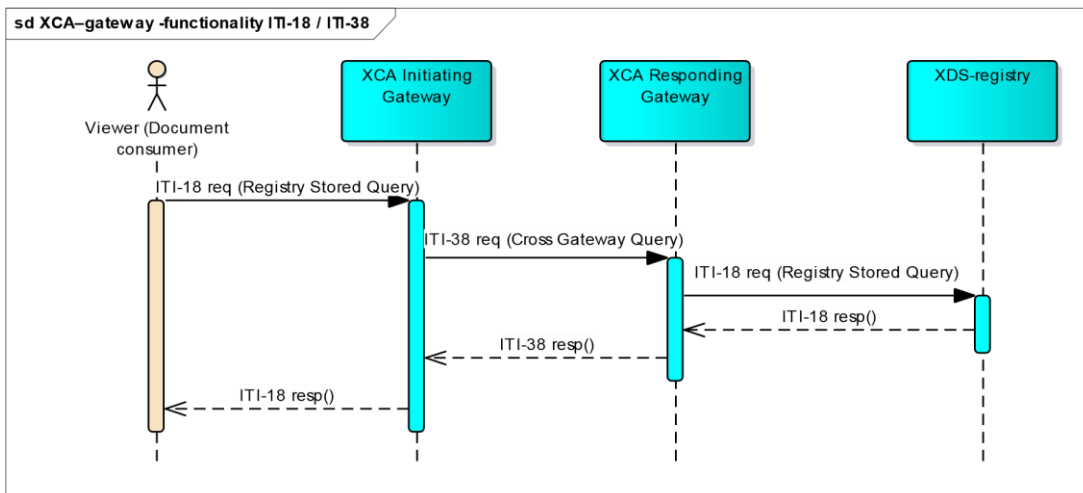 sd XCA–gateway -functionality ITI-18 / ITI-38
XCA Initiating
Gateway
XCA Responding
Gateway
XDS-registry
Viewer (Document
consumer)
ITI-18 req (Registry Stored Query)
ITI-38 req (Cross Gateway Query)
ITI-18 req (Registry Stored Query)
ITI-18 resp()
ITI-38 resp()
ITI-18 resp()